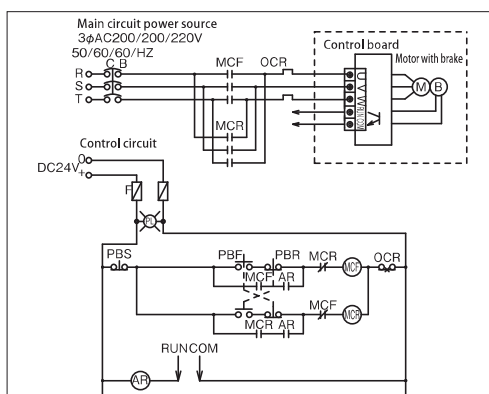 Main circuit power source
3ϕAC200/200/220V
50/60/60/HZ
C B
MCF OCR
Control board
Motor with brake
R
S
T
U
V
W
RUN
COM
M B
MCR
Control circuit
0
DC24V
+
F
PL
PBS PBF PBR MCR MCF OCR
MCF AR
MCF MCR
MCR AR
RUN COM
AR